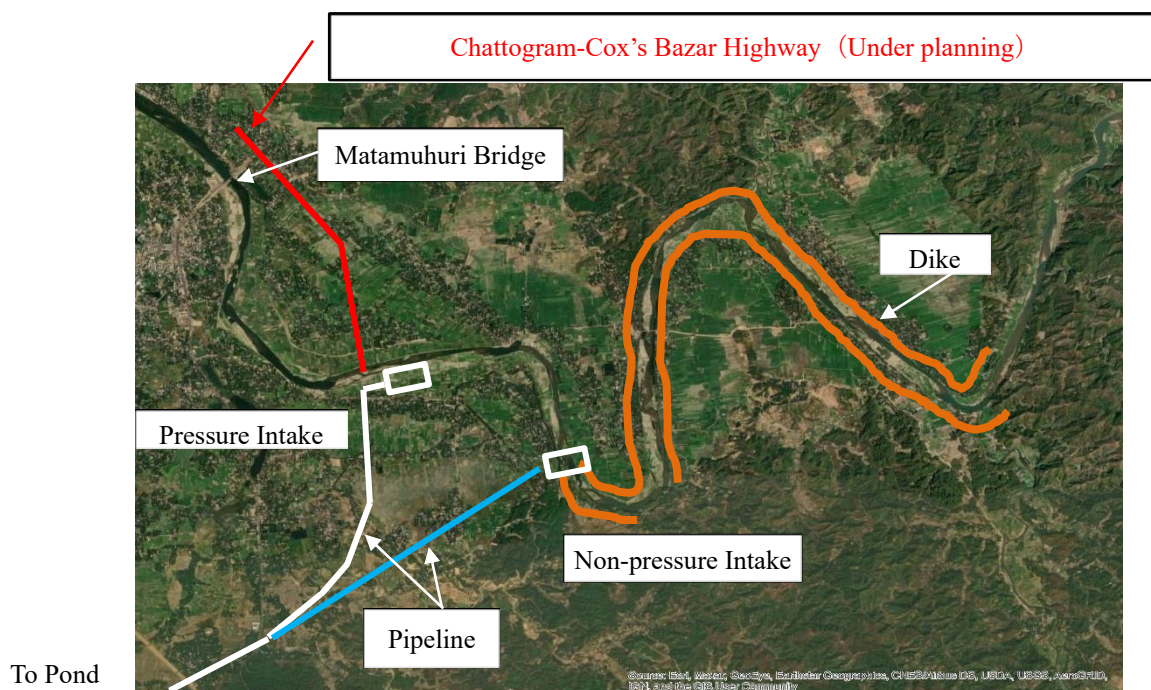 Chattogram-Cox’s Bazar Highway（Under planning）
Matamuhuri Bridge
Dike
Pressure Intake
Non-pressure Intake
Pipeline
To Pond
Source: Esri, Maxar, GeoEye, Earthstar Geographics, CNES/Airbus DS, USDA, USGS, AeroGRID,
IGN, and the GIS User Community